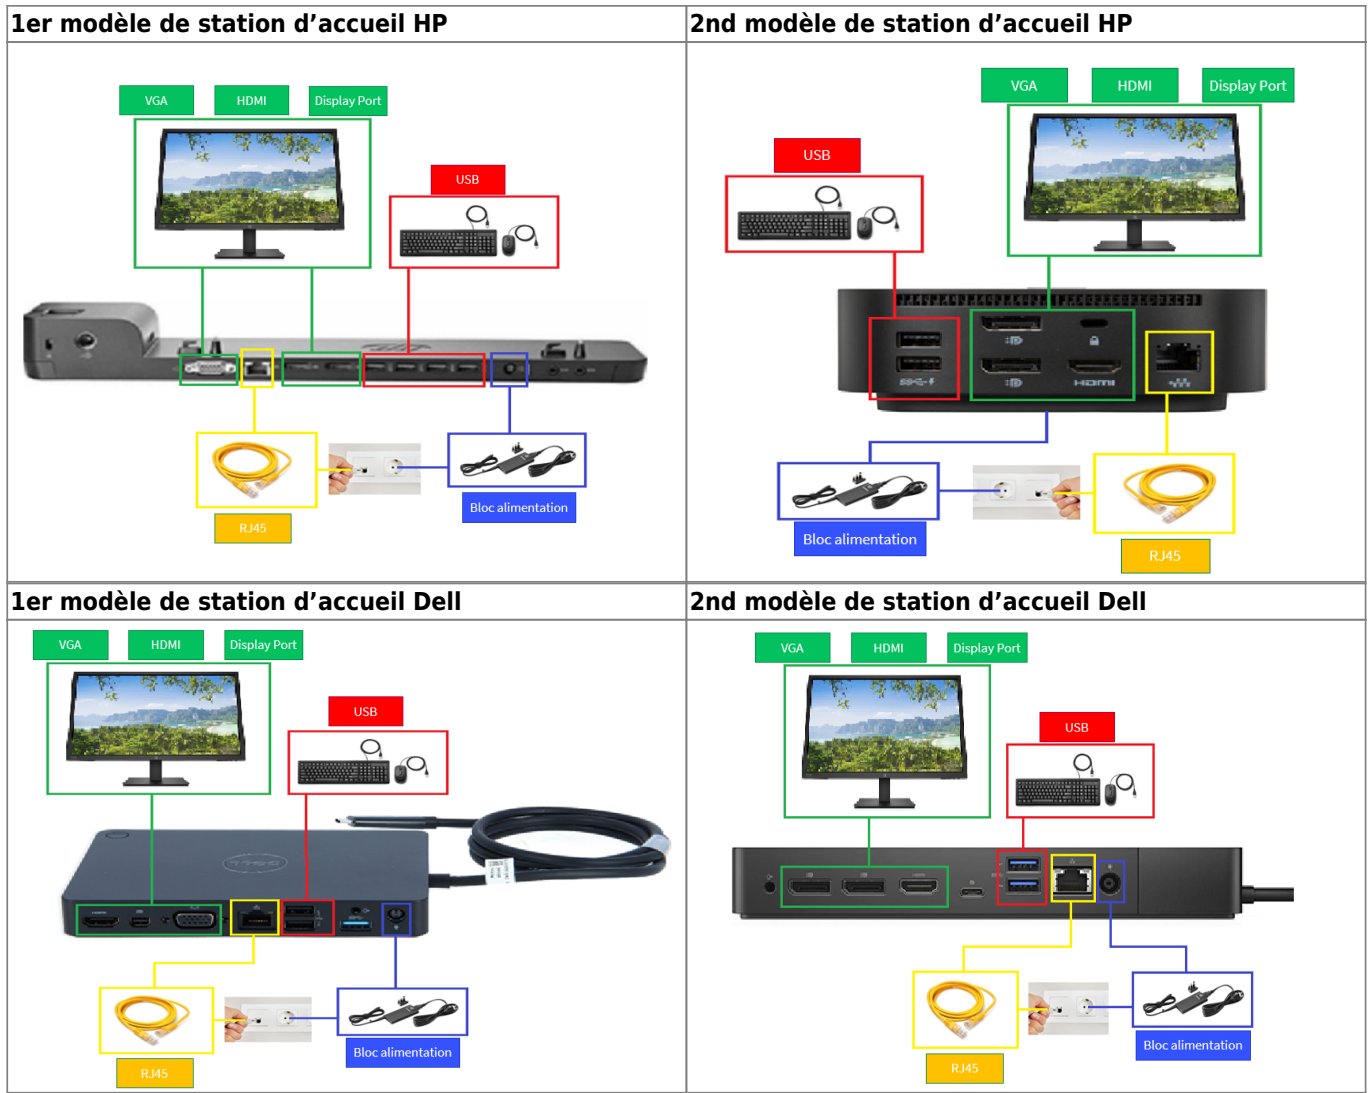 1er modèle de station d’accueil HP
2nd modèle de station d’accueil HP
VGA
HDMI
Display Port
USB
RJ45
Bloc alimentation
VGA
HDMI
Display Port
USB
HDMI
Bloc alimentation
RJ45
1er modèle de station d’accueil Dell
2nd modèle de station d’accueil Dell
VGA
HDMI
Display Port
USB
DELL
RJ45
Bloc alimentation
VGA
HDMI
Display Port
USB
RJ45
Bloc alimentation